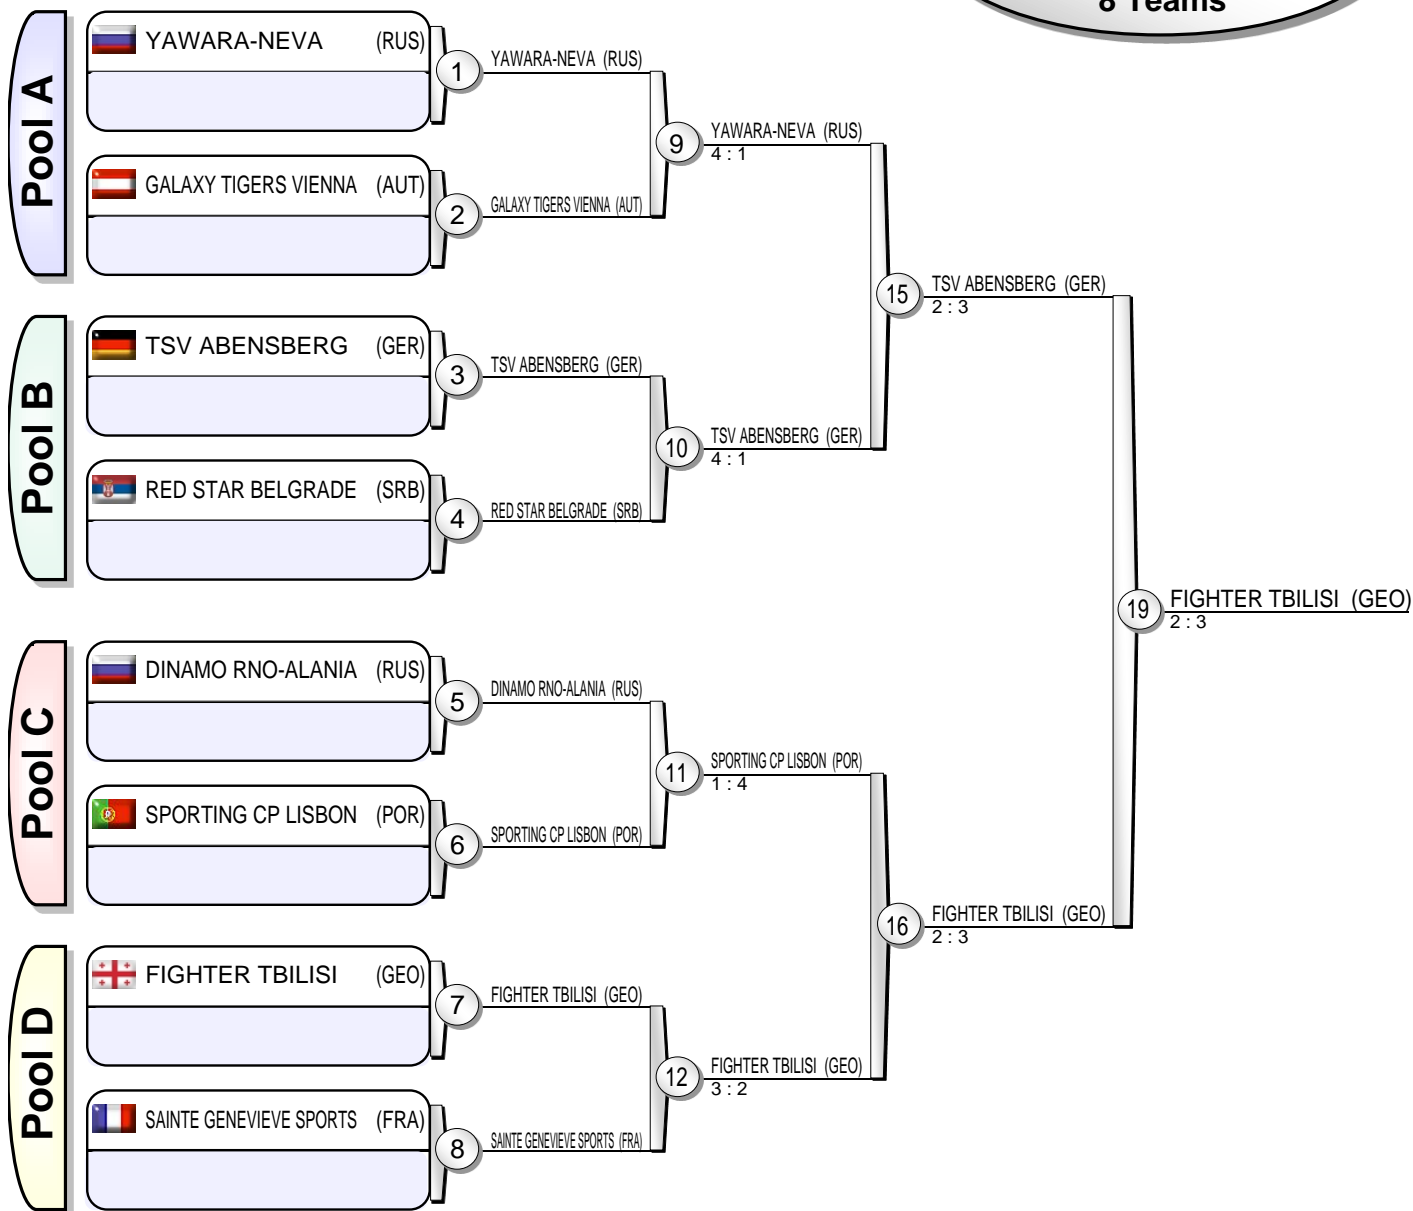 8 Teams
Pool A
YAWARA-NEVA (RUS)
1
YAWARA-NEVA (RUS)
GALAXY TIGERS VIENNA (AUT)
2
GALAXY TIGERS VIENNA (AUT)
9
YAWARA-NEVA (RUS)
4 : 1
Pool B
TSV ABENSBERG (GER)
3
TSV ABENSBERG (GER)
RED STAR BELGRADE (SRB)
4
RED STAR BELGRADE (SRB)
10
TSV ABENSBERG (GER)
4 : 1
15
TSV ABENSBERG (GER)
2 : 3
Pool C
DINAMO RNO-ALANIA (RUS)
5
DINAMO RNO-ALANIA (RUS)
SPORTING CP LISBON (POR)
6
SPORTING CP LISBON (POR)
11
SPORTING CP LISBON (POR)
1 : 4
Pool D
FIGHTER TBILISI (GEO)
7
FIGHTER TBILISI (GEO)
SAINTE GENEVIEVE SPORTS (FRA)
8
SAINTE GENEVIEVE SPORTS (FRA)
12
FIGHTER TBILISI (GEO)
3 : 2
16
FIGHTER TBILISI (GEO)
2 : 3
19
FIGHTER TBILISI (GEO)
2 : 3